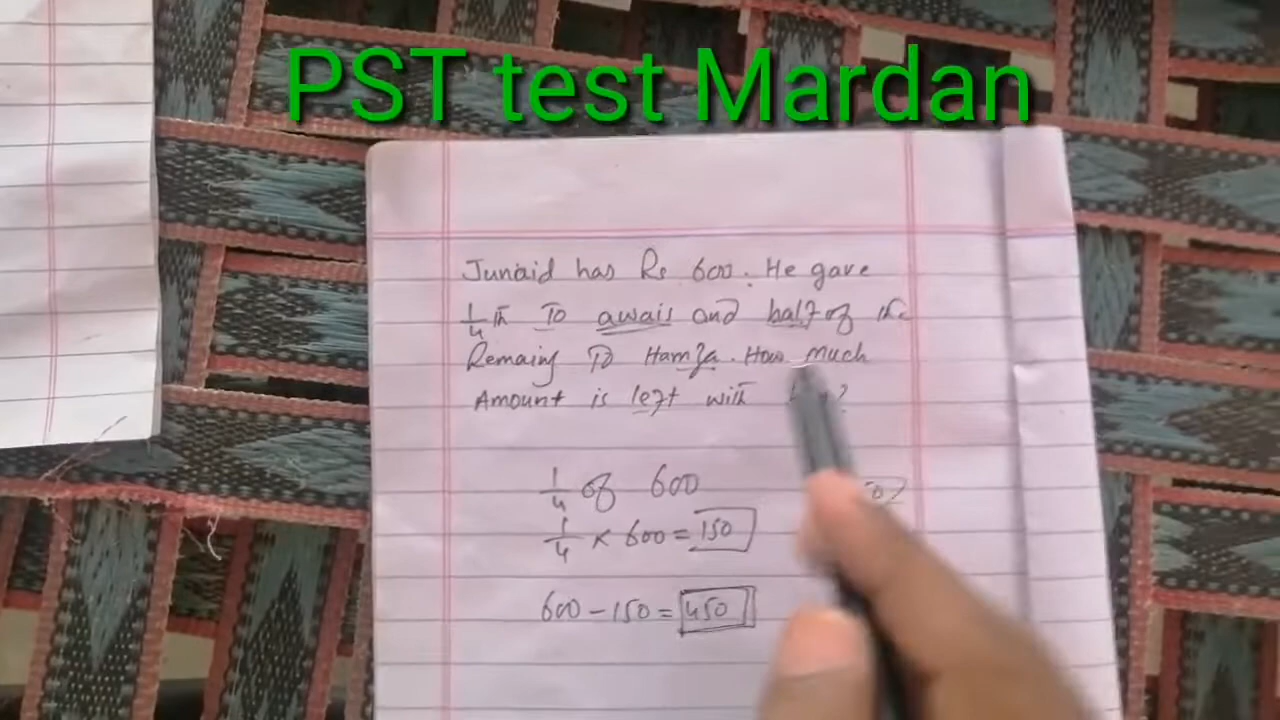 PST test Mardan
Junaid has Rs 600. He gave
1/4th To awais and half of the
Remaing To Hamza. How much
Amount is left with
1/4 of 600
1/4 × 600 = 150
600 - 150 = 450